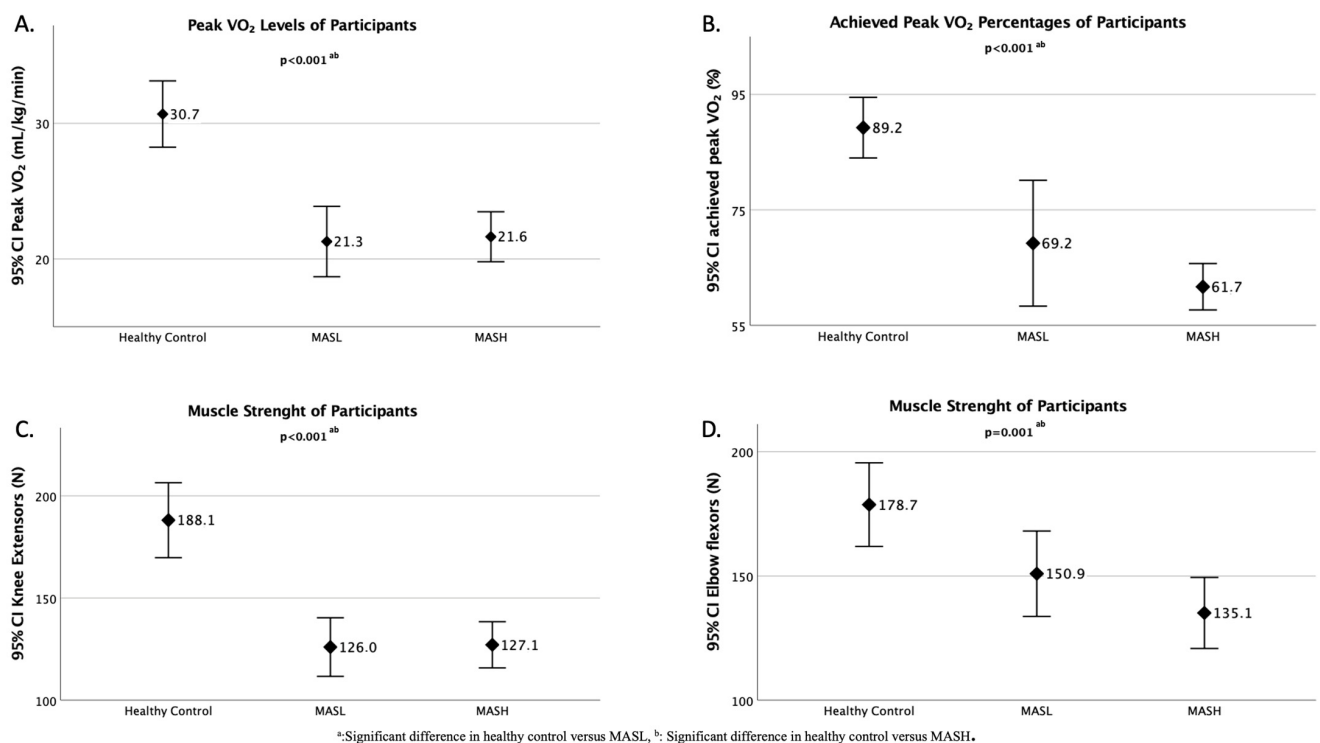 A.
Peak VO₂ Levels of Participants
p<0.001 ᵃᵇ
95% CI Peak VO₂ (mL/kg/min)
30
20
30.7
21.3
21.6
Healthy Control
MASL
MASH
B.
Achieved Peak VO₂ Percentages of Participants
p<0.001 ᵃᵇ
95% CI achieved peak VO₂ (%)
95
75
55
89.2
69.2
61.7
Healthy Control
MASL
MASH
C.
Muscle Strenght of Participants
p<0.001 ᵃᵇ
95% CI Knee Extensors (N)
200
150
100
188.1
126.0
127.1
Healthy Control
MASL
MASH
D.
Muscle Strenght of Participants
p=0.001 ᵃᵇ
95% CI Elbow flexors (N)
200
150
100
178.7
150.9
135.1
Healthy Control
MASL
MASH
ᵃ:Significant difference in healthy control versus MASL, ᵇ: Significant difference in healthy control versus MASH.